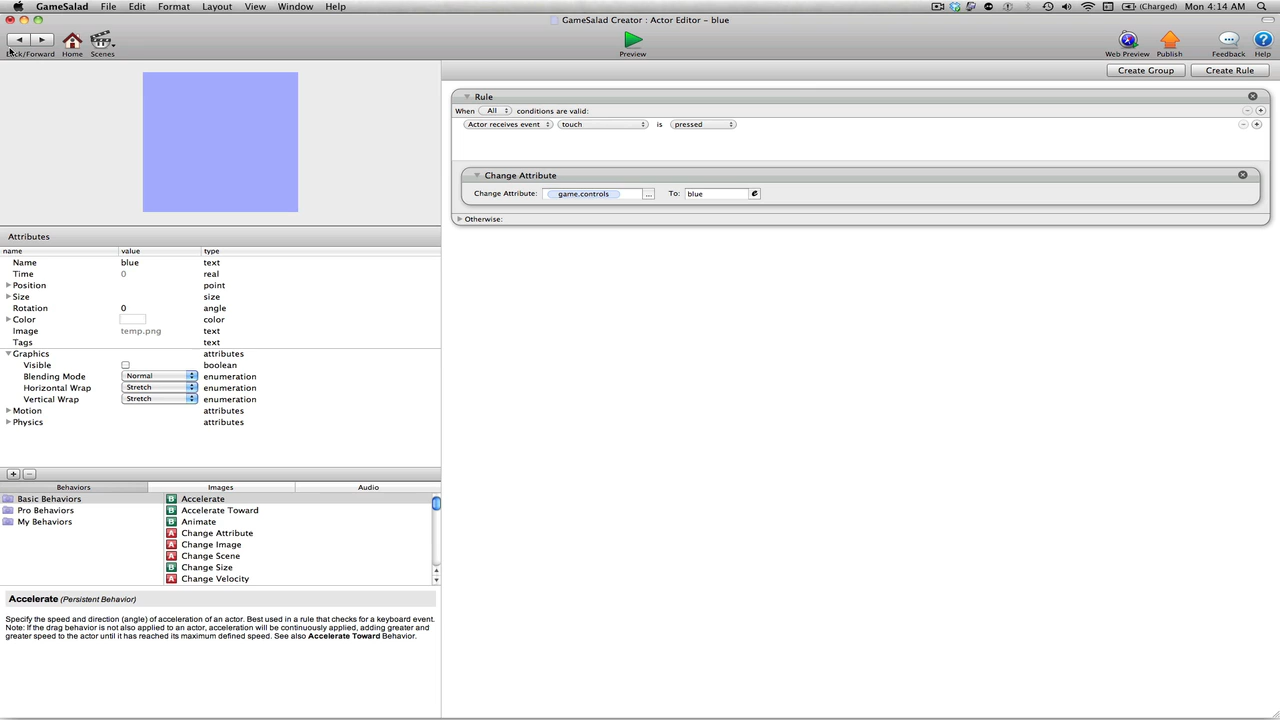 GameSalad File Edit Format Layout View Window Help
(Charged) Mon 4:14 AM
GameSalad Creator : Actor Editor - blue
Back/Forward Home Scenes Preview Web Preview Publish Feedback Help
Create Group Create Rule
Rule
When All conditions are valid:
Actor receives event touch is pressed
Change Attribute
Change Attribute: game.controls ... To: blue
Otherwise:
Attributes
name value type
Name blue text
Time 0 real
Position point
Size size
Rotation 0 angle
Color color
Image temp.png text
Tags text
Graphics attributes
Visible boolean
Blending Mode Normal enumeration
Horizontal Wrap Stretch enumeration
Vertical Wrap Stretch enumeration
Motion attributes
Physics attributes
Behaviors Images Audio
Basic Behaviors
Pro Behaviors
My Behaviors
B Accelerate
B Accelerate Toward
B Animate
A Change Attribute
A Change Image
A Change Scene
B Change Size
A Change Velocity
Accelerate (Persistent Behavior)
Specify the speed and direction (angle) of acceleration of an actor. Best used in a rule that checks for a keyboard event.
Note: If the drag behavior is not also applied to an actor, acceleration will be continuously applied, adding greater and
greater speed to the actor until it has reached its maximum defined speed. See also Accelerate Toward Behavior.